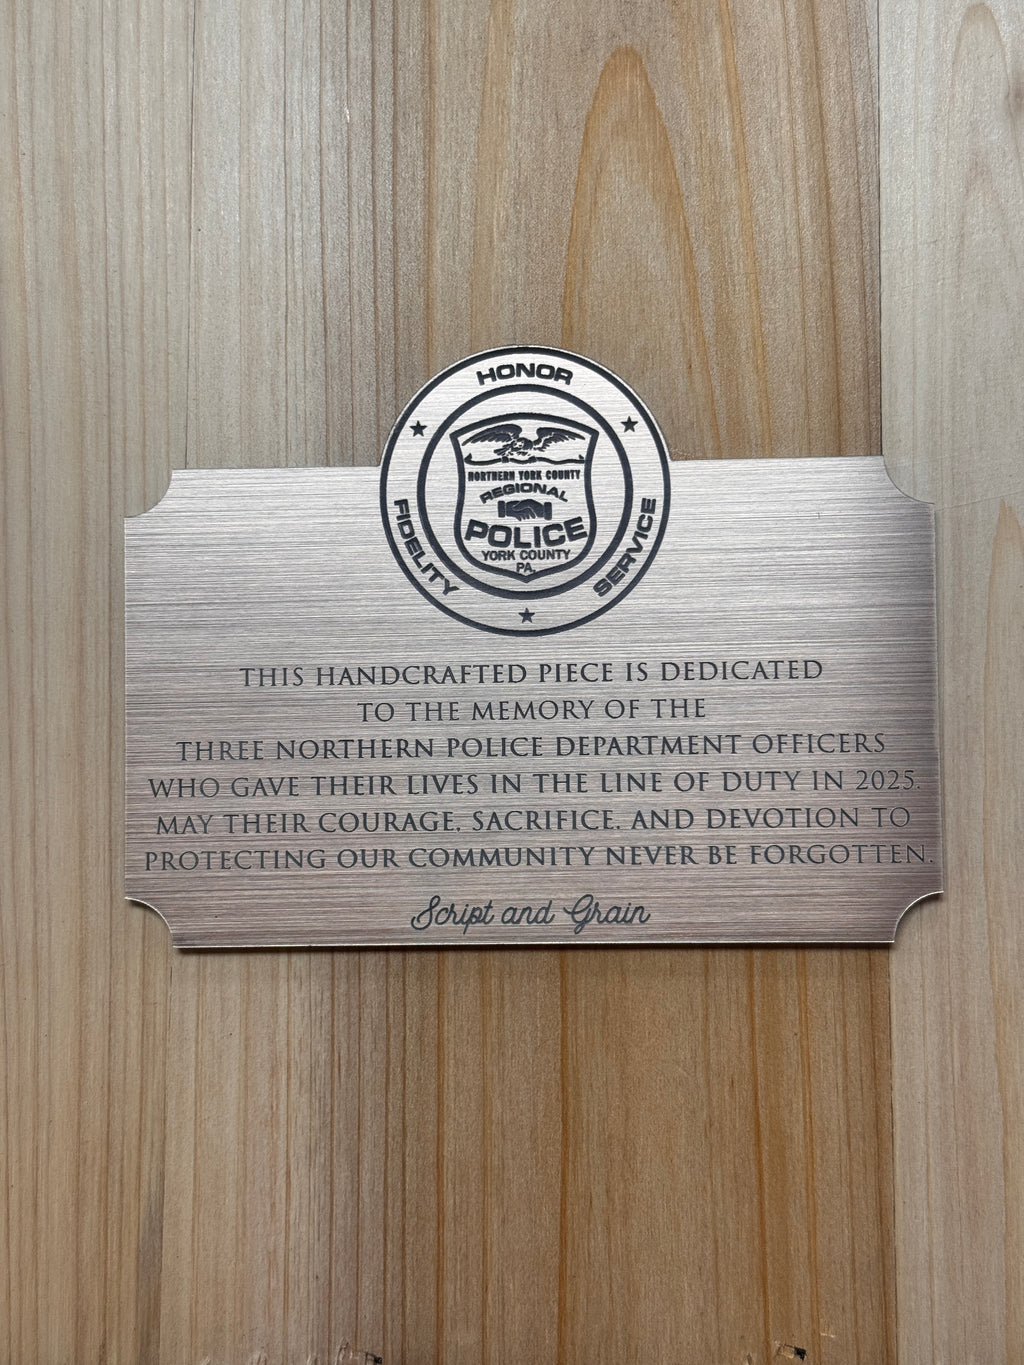 HONOR
FIDELITY
SERVICE
NORTHERN YORK COUNTY
REGIONAL
POLICE
YORK COUNTY
PA.
THIS HANDCRAFTED PIECE IS DEDICATED
TO THE MEMORY OF THE
THREE NORTHERN POLICE DEPARTMENT OFFICERS
WHO GAVE THEIR LIVES IN THE LINE OF DUTY IN 2025.
MAY THEIR COURAGE, SACRIFICE, AND DEVOTION TO
PROTECTING OUR COMMUNITY NEVER BE FORGOTTEN.
Script and Grain